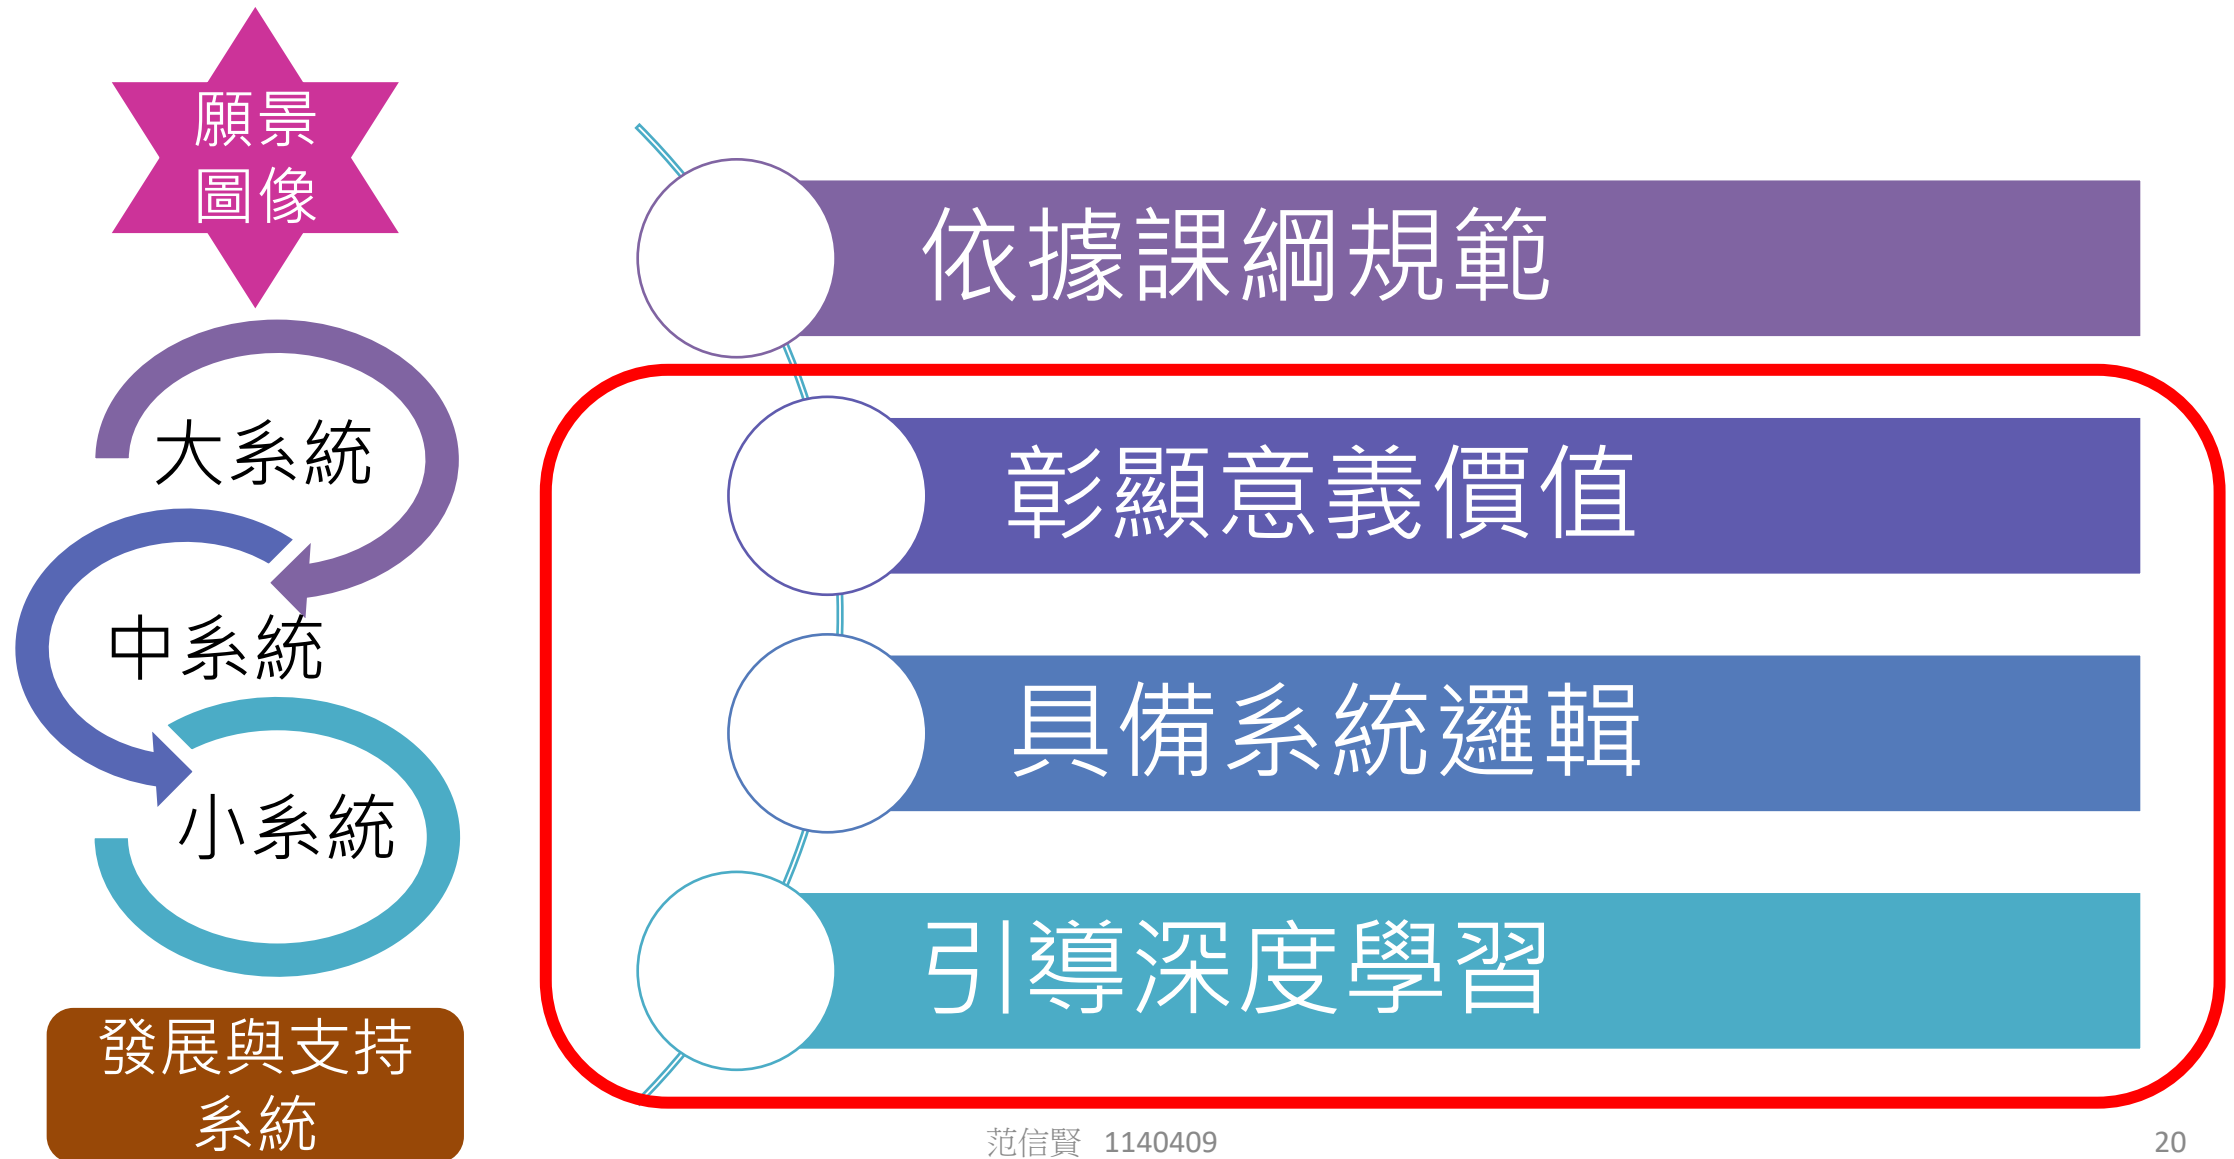 願景
圖像
大系統
中系統
小系統
發展與支持
系統
依據課綱規範
彰顯意義價值
具備系統邏輯
引導深度學習
范信賢 1140409
20